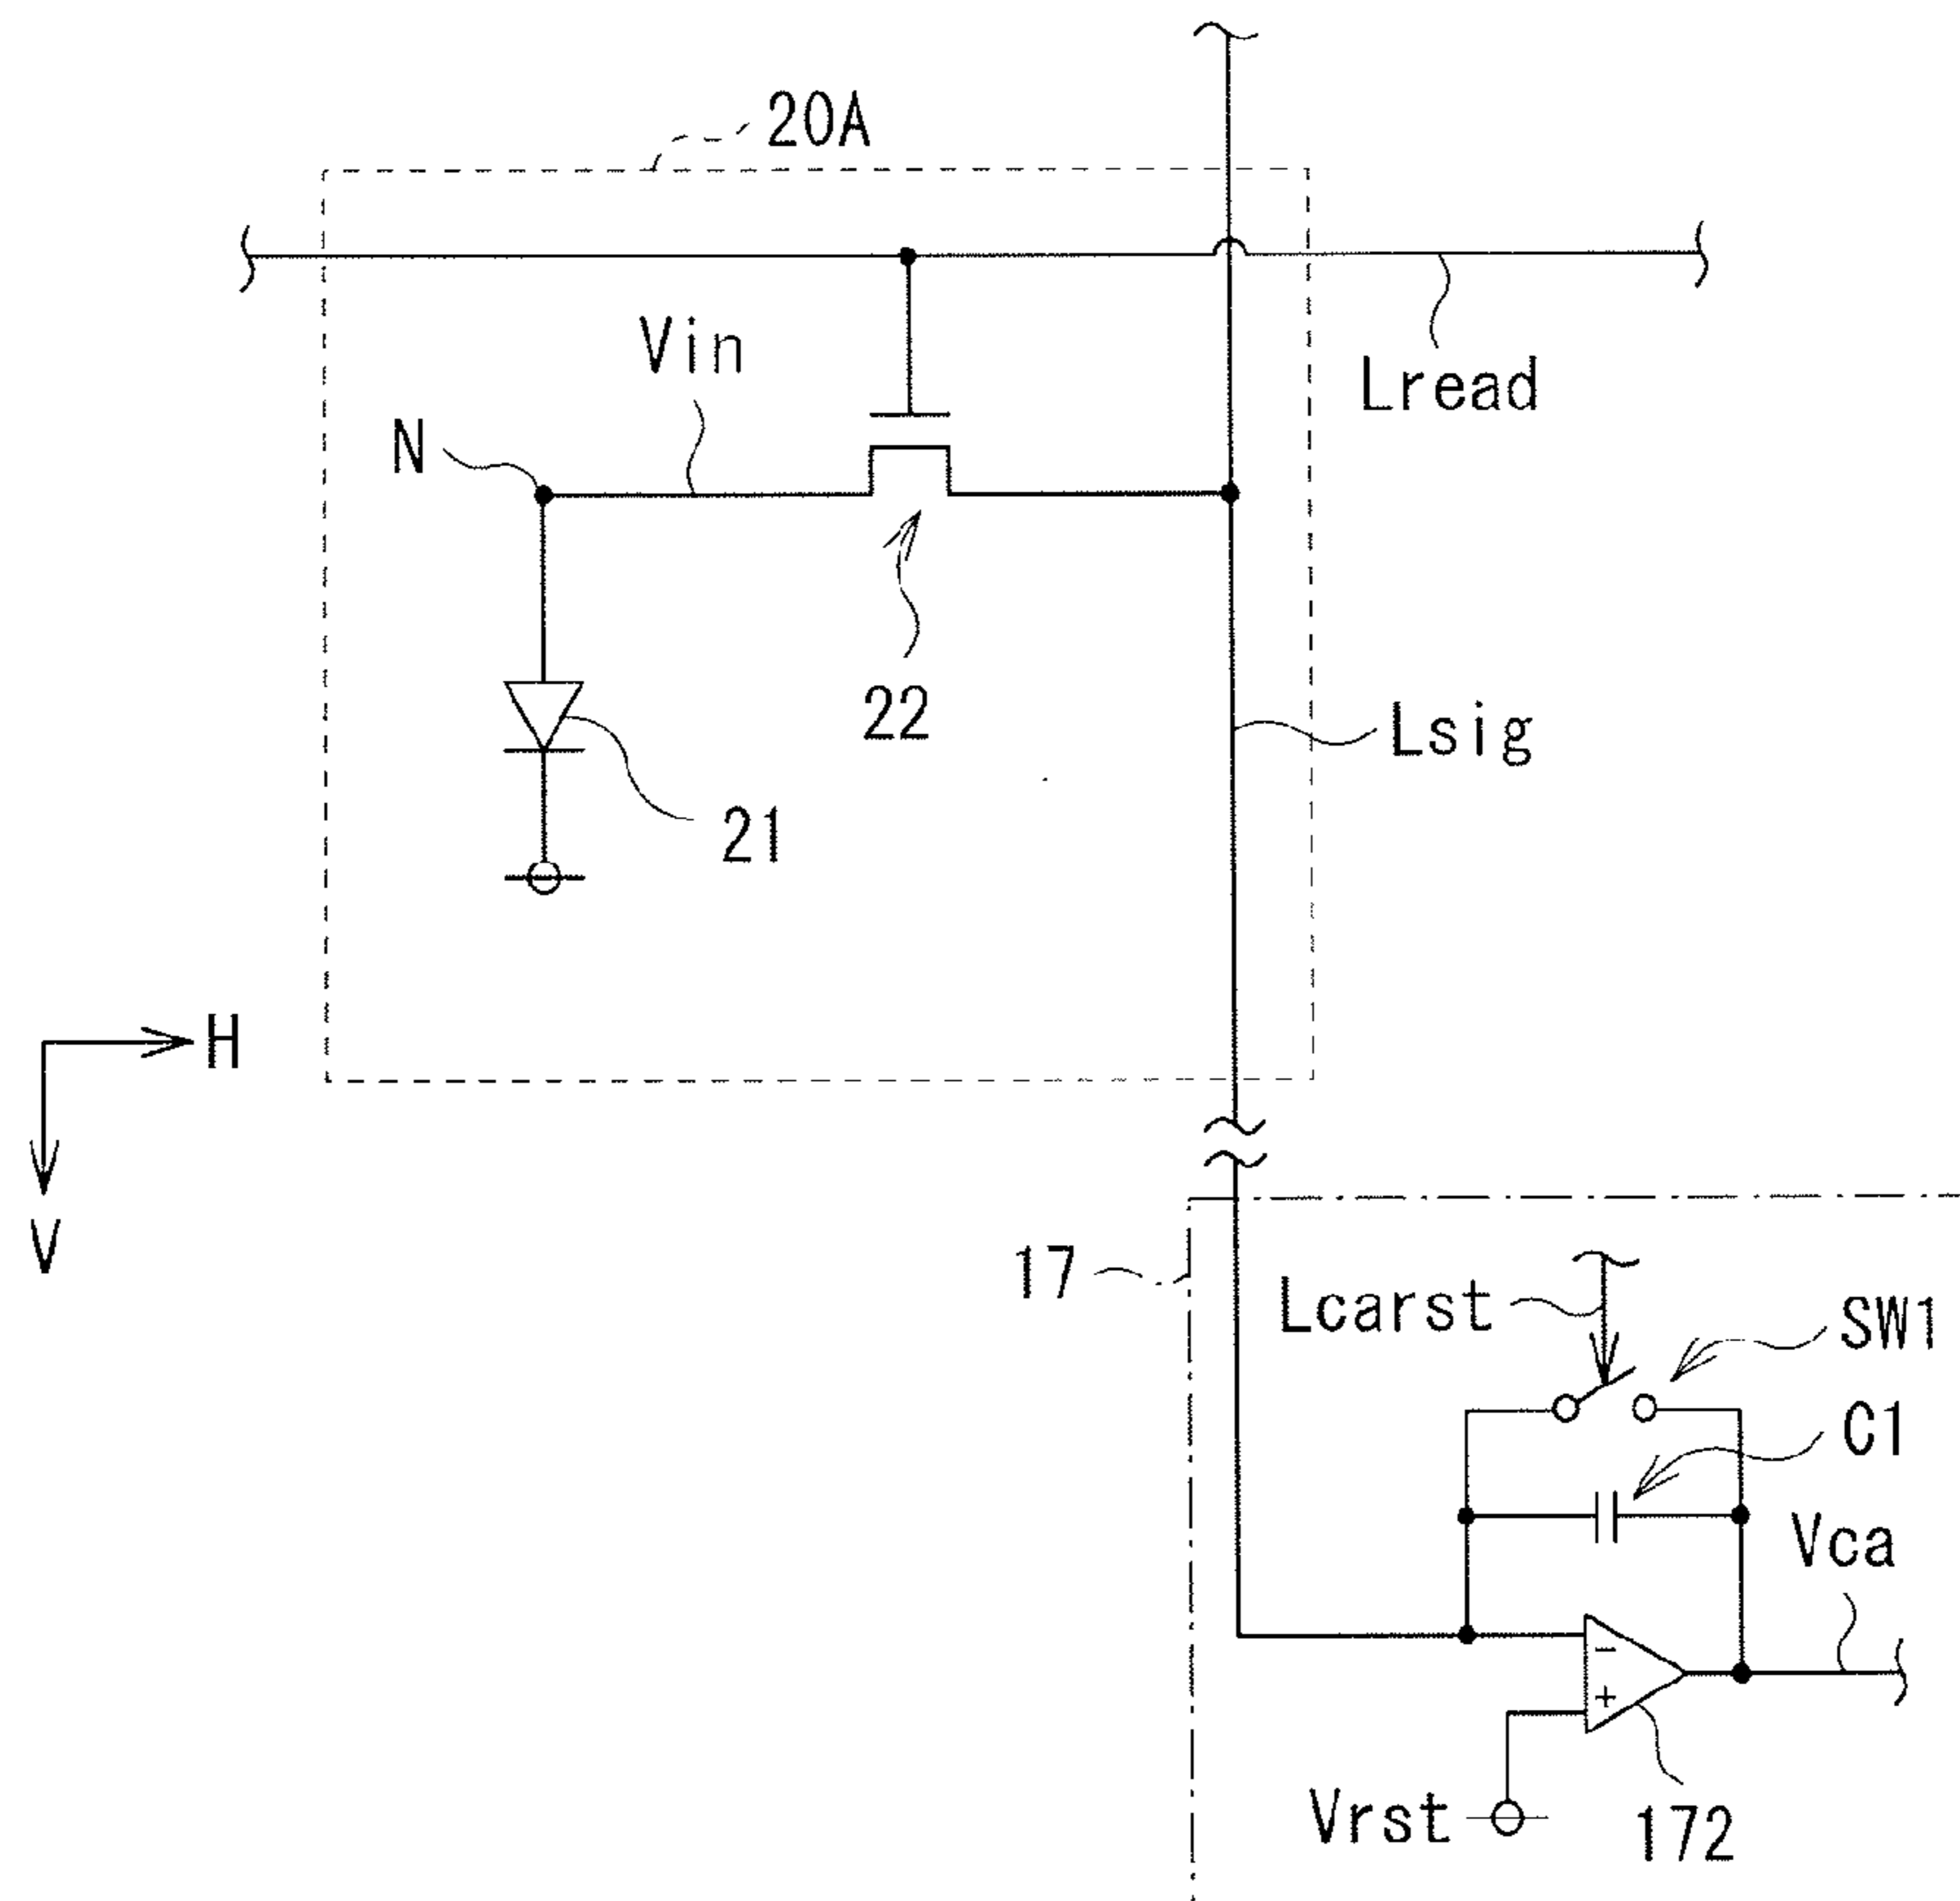 20A
Vin
Lread
N
22
Lsig
21
H
V
17
Lcarst
SW1
C1
Vca
−
+
Vrst
172